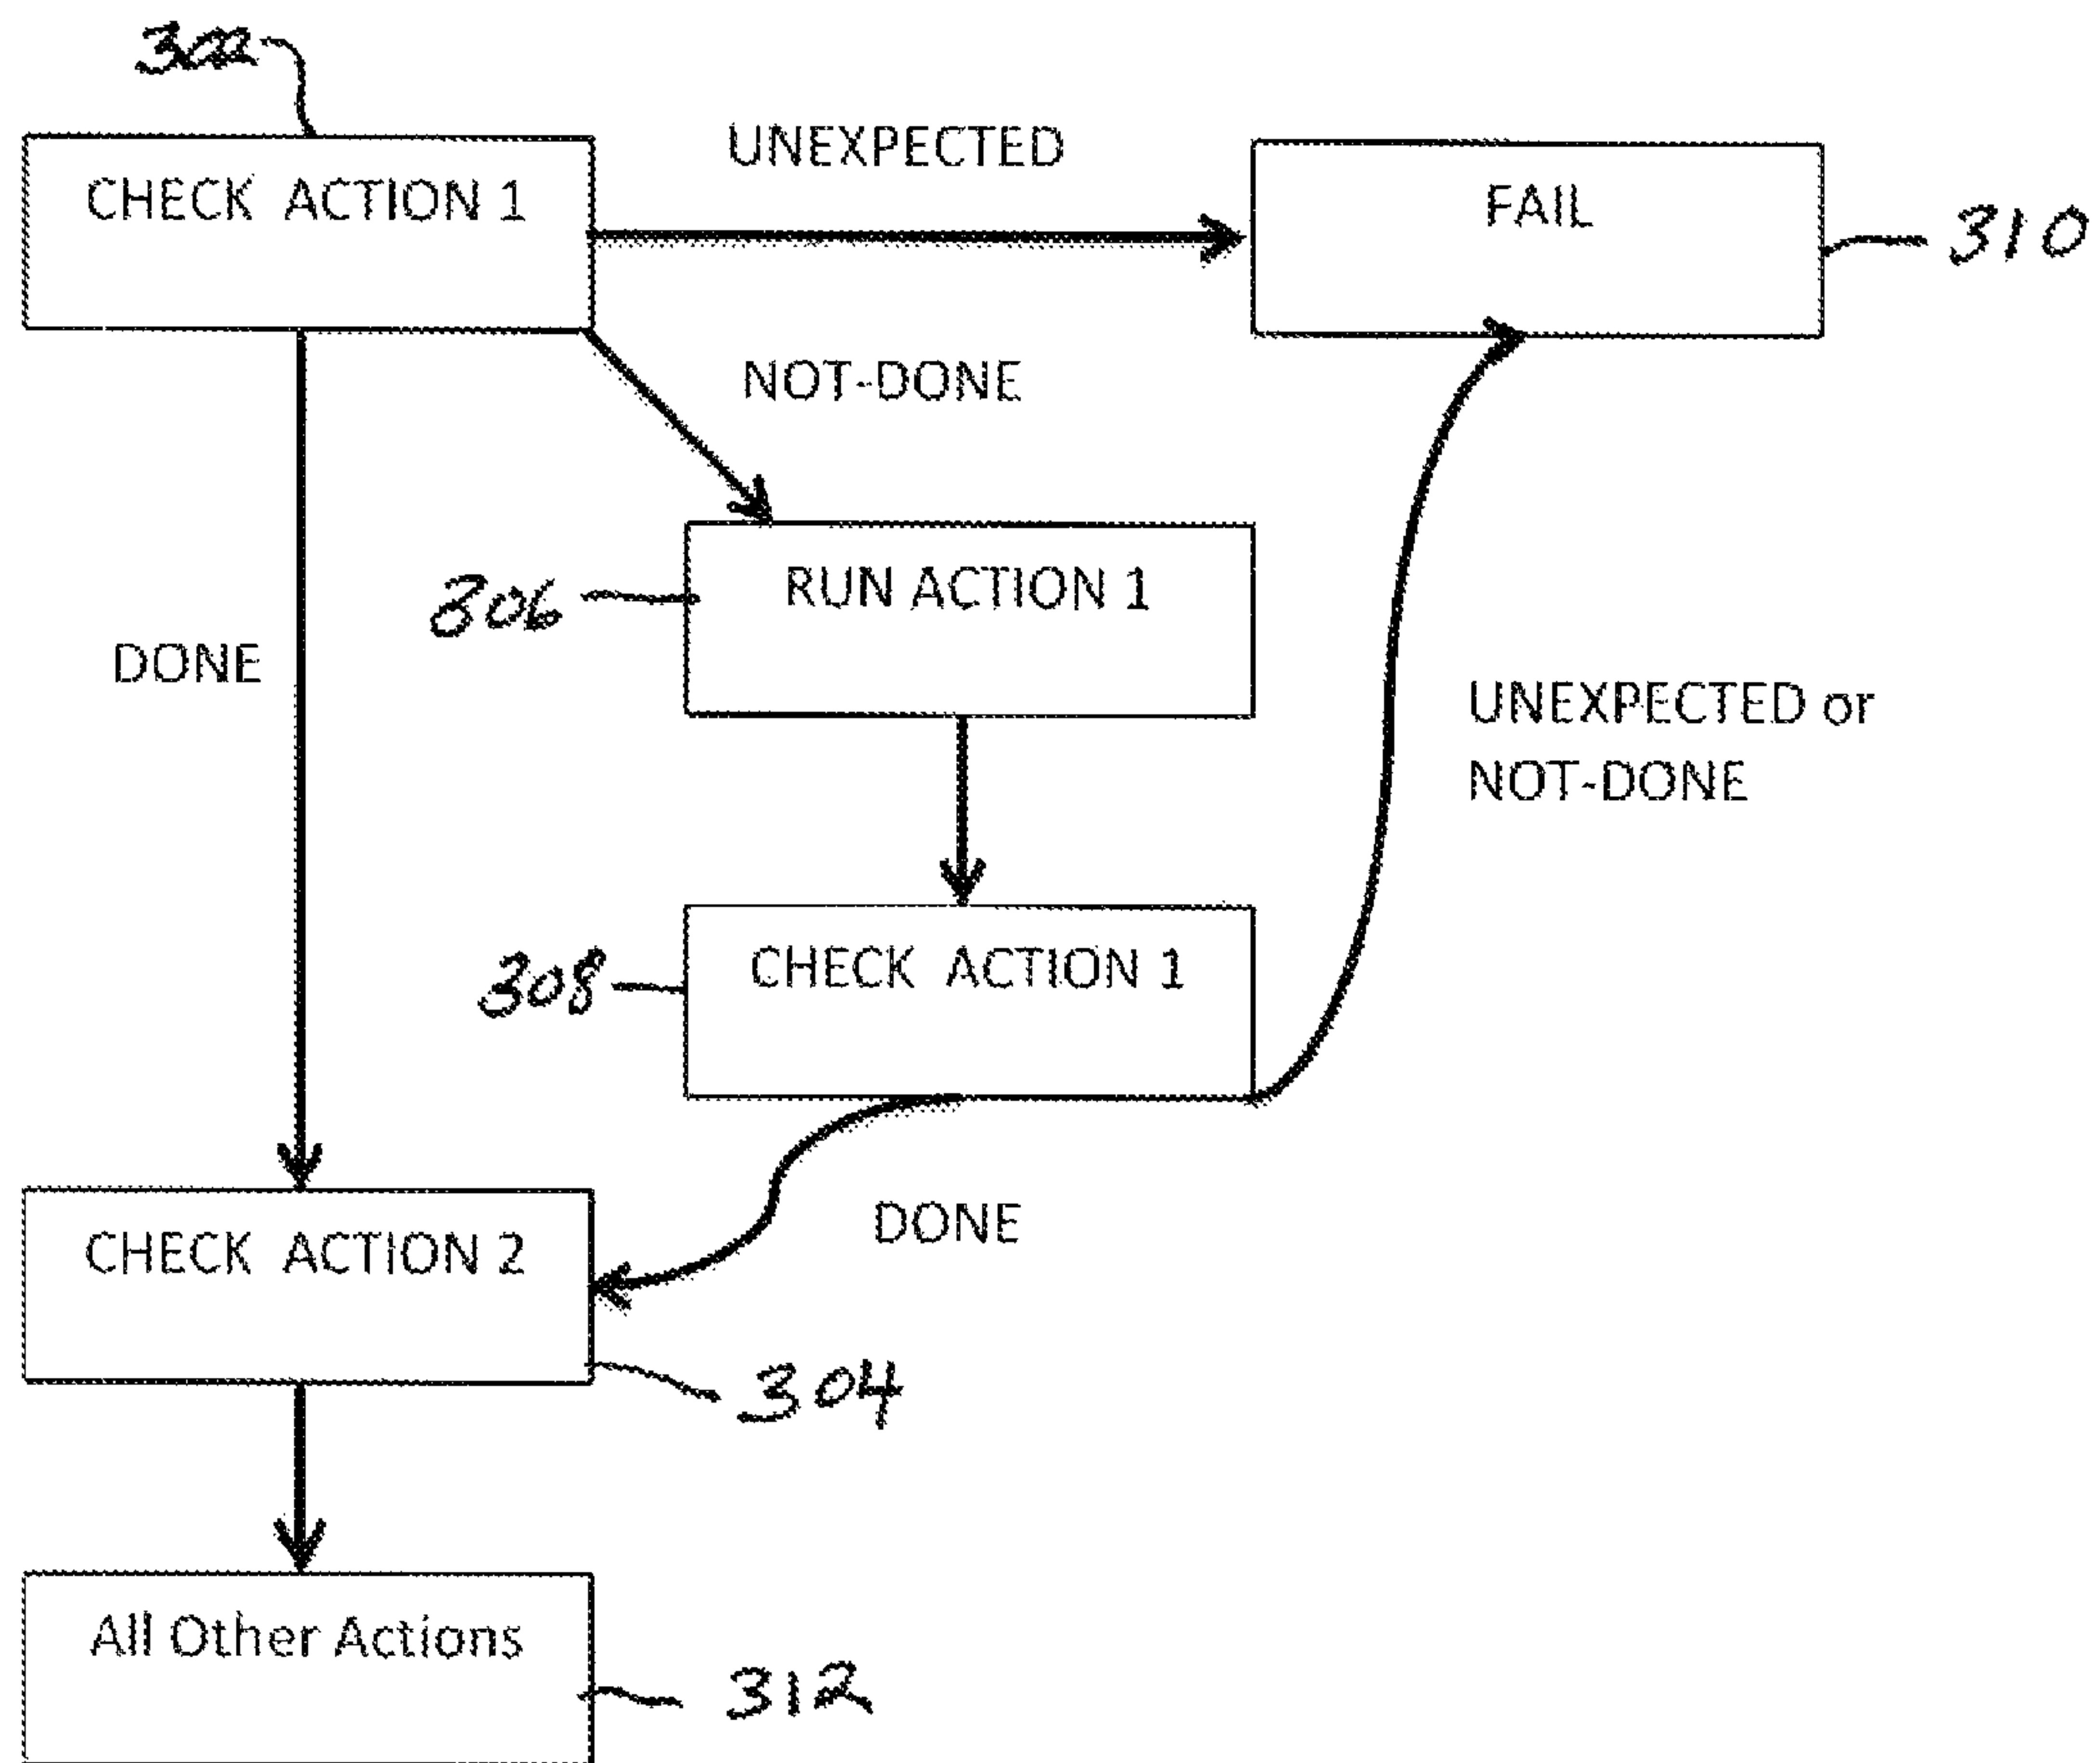 302
CHECK ACTION 1
UNEXPECTED
FAIL
310
NOT-DONE
306
RUN ACTION 1
DONE
UNEXPECTED or
NOT-DONE
308
CHECK ACTION 1
DONE
CHECK ACTION 2
304
All Other Actions
312